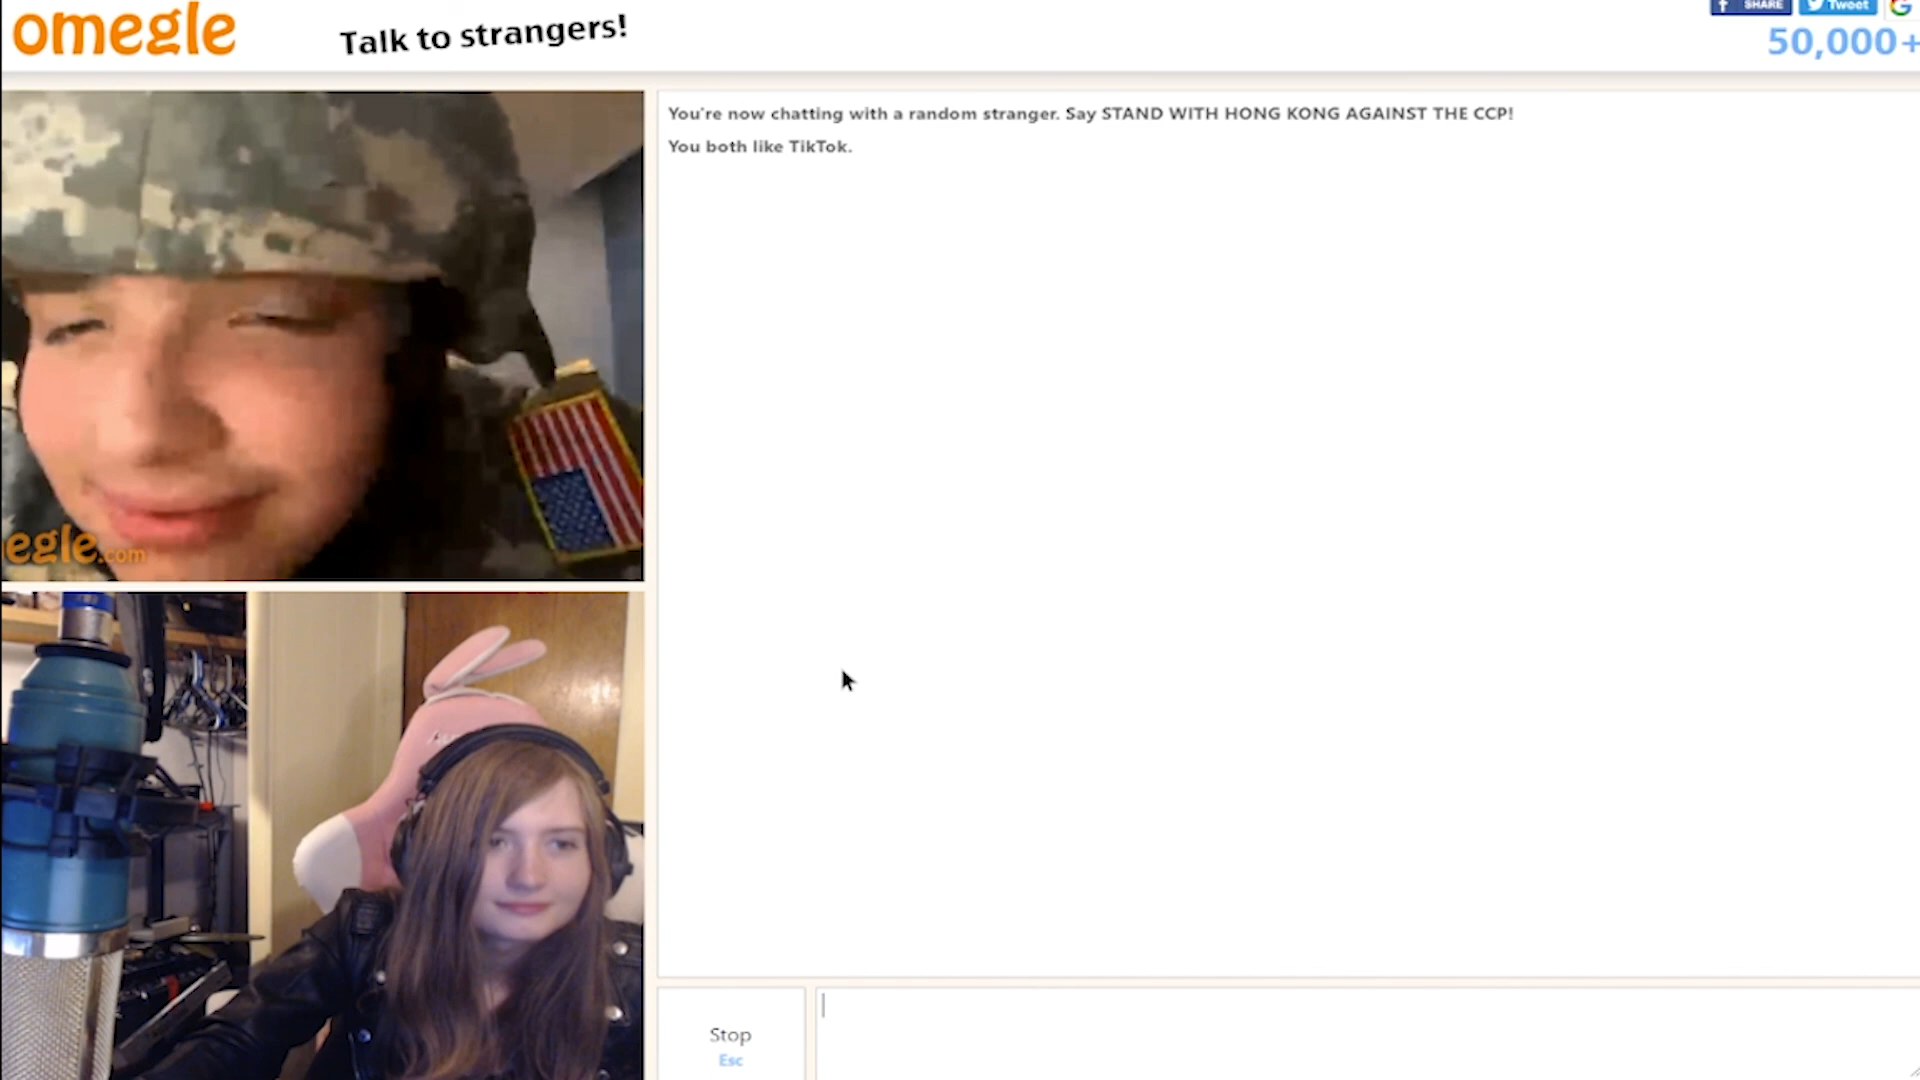 omegle
Talk to strangers!
SHARE
Tweet
50,000+
You're now chatting with a random stranger. Say STAND WITH HONG KONG AGAINST THE CCP!
You both like TikTok.
egle.com
Stop
Esc